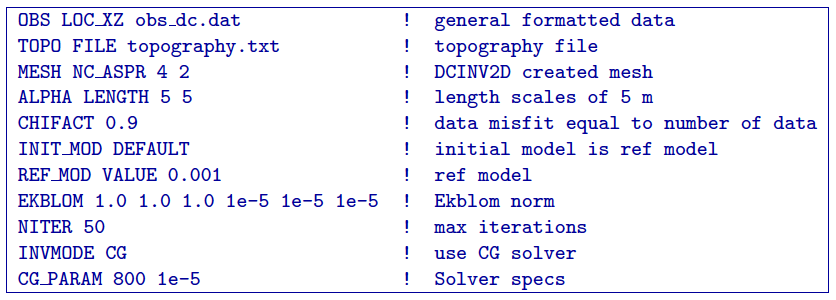 OBS LOC_XZ obs_dc.dat ! general formatted data
TOPO FILE topography.txt ! topography file
MESH NC_ASPR 4 2 ! DCINV2D created mesh
ALPHA LENGTH 5 5 ! length scales of 5 m
CHIFACT 0.9 ! data misfit equal to number of data
INIT_MOD DEFAULT ! initial model is ref model
REF_MOD VALUE 0.001 ! ref model
EKBLOM 1.0 1.0 1.0 1e-5 1e-5 1e-5 ! Ekblom norm
NITER 50 ! max iterations
INVMODE CG ! use CG solver
CG_PARAM 800 1e-5 ! Solver specs